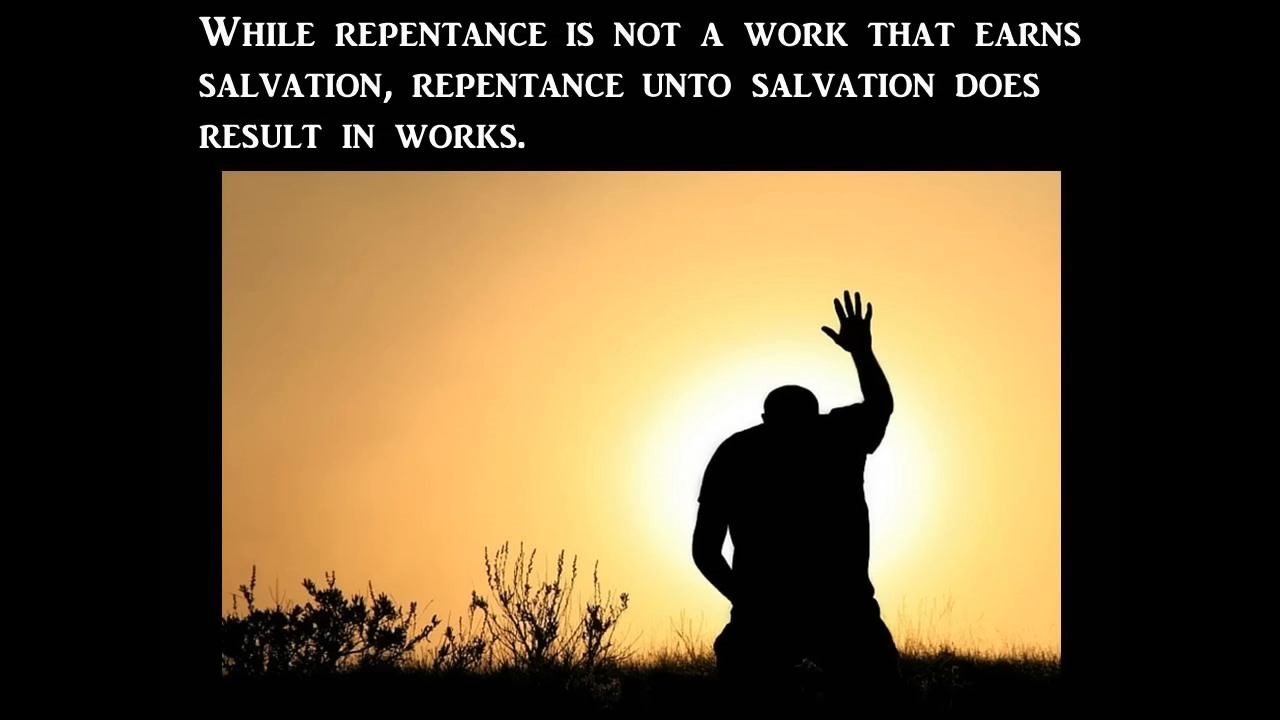 While repentance is not a work that earns
salvation, repentance unto salvation does
result in works.